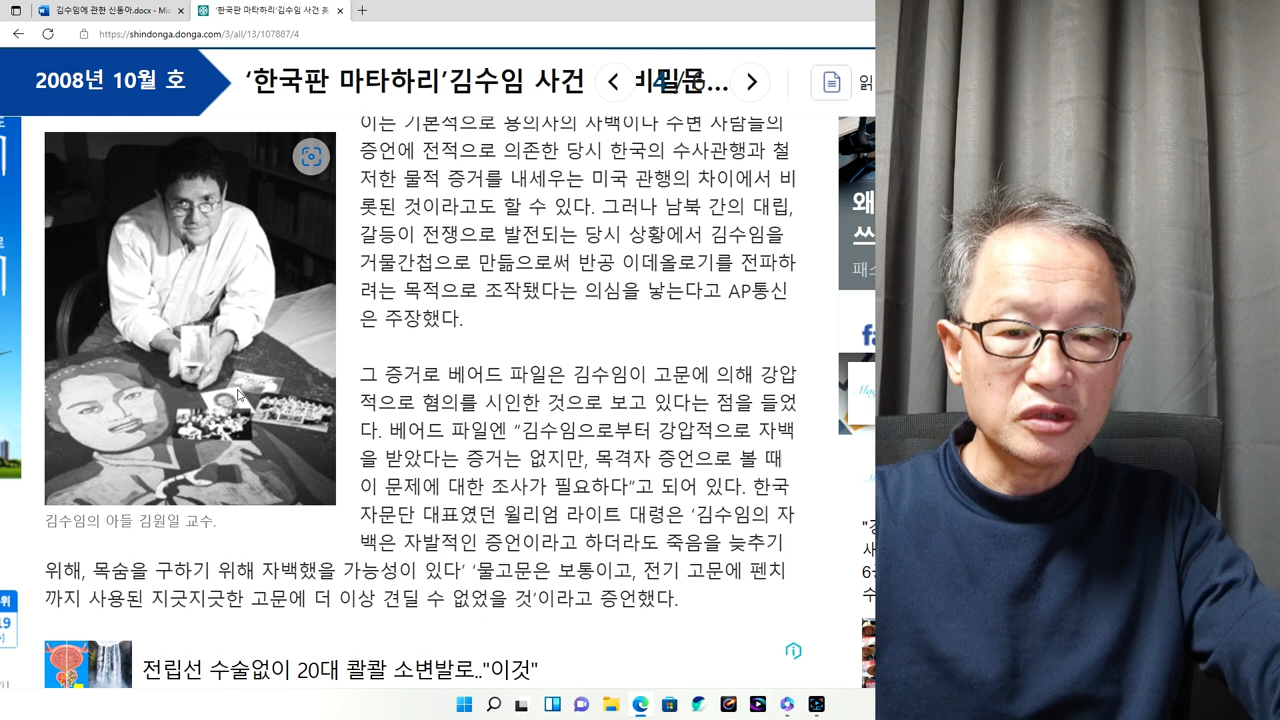 김수임에 관한 신동아.docx - Mic
'한국판 마타하리'김수임 사건 美
https://shindonga.donga.com/3/all/13/107887/4
2008년 10월 호
'한국판 마타하리'김수임 사건
비밀문...
읽
이는 기본적으로 용의사의 자백이나 수변 사람들의
증언에 전적으로 의존한 당시 한국의 수사관행과 철
저한 물적 증거를 내세우는 미국 관행의 차이에서 비
롯된 것이라고도 할 수 있다. 그러나 남북 간의 대립,
갈등이 전쟁으로 발전되는 당시 상황에서 김수임을
거물간첩으로 만듦으로써 반공 이데올로기를 전파하
려는 목적으로 조작됐다는 의심을 낳는다고 AP통신
은 주장했다.
그 증거로 베어드 파일은 김수임이 고문에 의해 강압
적으로 혐의를 시인한 것으로 보고 있다는 점을 들었
다. 베어드 파일엔 "김수임으로부터 강압적으로 자백
을 받았다는 증거는 없지만, 목격자 증언으로 볼 때
이 문제에 대한 조사가 필요하다"고 되어 있다. 한국
자문단 대표였던 윌리엄 라이트 대령은 '김수임의 자
백은 자발적인 증언이라고 하더라도 죽음을 늦추기
위해, 목숨을 구하기 위해 자백했을 가능성이 있다' '물고문은 보통이고, 전기 고문에 펜치
까지 사용된 지긋지긋한 고문에 더 이상 견딜 수 없었을 것'이라고 증언했다.
김수임의 아들 김원일 교수.
전립선 수술없이 20대 콸콸 소변발로.."이것"
왜
쓰
패스